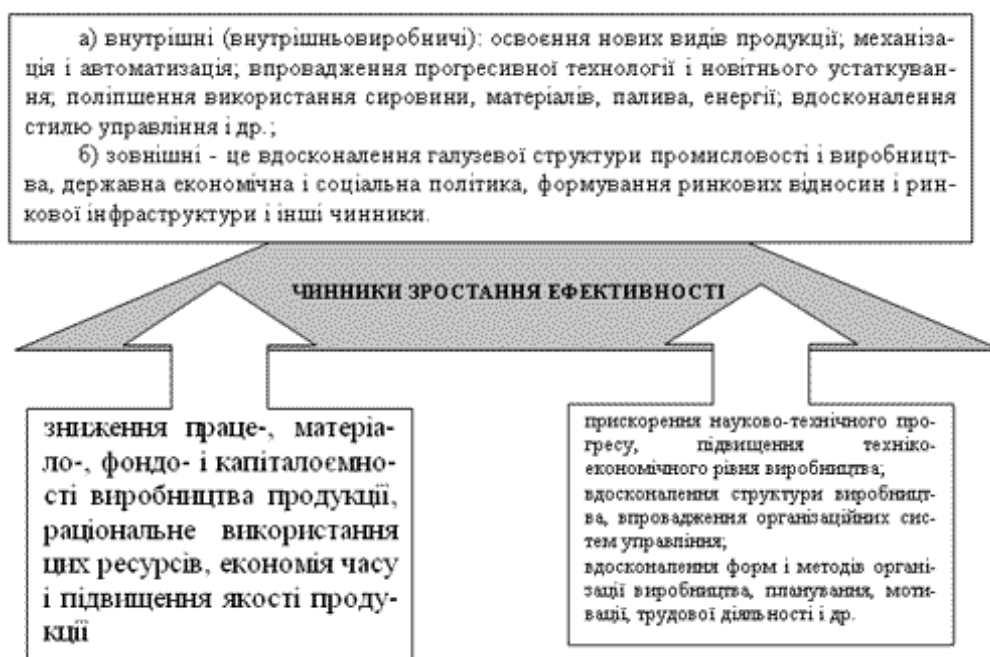 а) внутрішні (внутрішньовиробничі): освоєння нових видів продукції; механіза-
ція і автоматизація; впровадження прогресивної технології і новітнього устаткуван-
ня; поліпшення використання сировини, матеріалів, палива, енергії; вдосконалення
стилю управління і др.;
б) зовнішні - це вдосконалення галузевої структури промисловості і виробницт-
ва, державна економічна і соціальна політика, формування ринкових відносин і рин-
кової інфраструктури і інші чинники.
ЧИННИКИ ЗРОСТАННЯ ЕФЕКТИВНОСТІ
зниження праце-, матеріа-
ло-, фондо- і капіталоємно-
сті виробництва продукції,
раціональне використання
цих ресурсів, економія часу
і підвищення якості проду-
кції
прискорення науково-технічного про-
гресу, підвищення техніко-
економічного рівня виробництва;
вдосконалення структури виробницт-
ва, впровадження організаційних сис-
тем управління;
вдосконалення форм і методів органі-
зації виробництва, планування, моти-
вації, трудової діяльності і др.